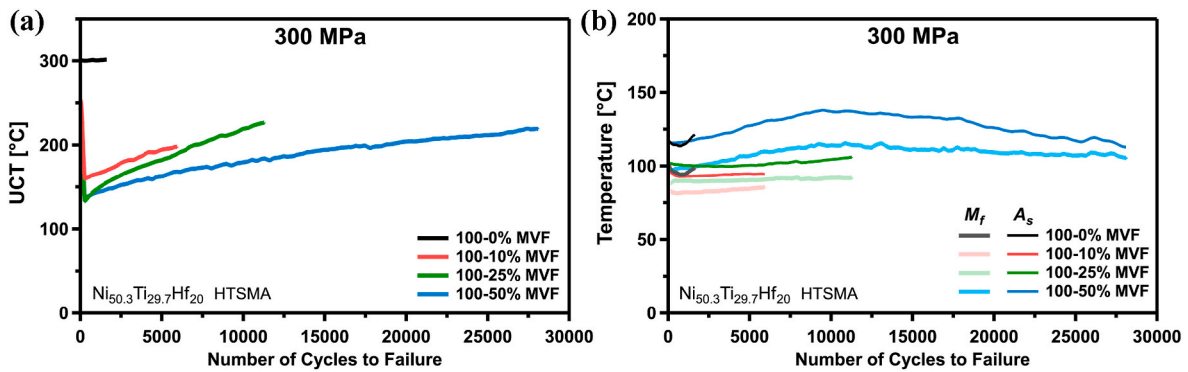 (a)
300 MPa
UCT [°C]
300
250
200
150
100
50
0
100-0% MVF
100-10% MVF
100-25% MVF
100-50% MVF
Ni50.3Ti29.7Hf20 HTSMA
0 5000 10000 15000 20000 25000 30000
Number of Cycles to Failure
(b)
300 MPa
Temperature [°C]
200
150
100
50
0
Mf As
100-0% MVF
100-10% MVF
100-25% MVF
100-50% MVF
Ni50.3Ti29.7Hf20 HTSMA
0 5000 10000 15000 20000 25000 30000
Number of Cycles to Failure